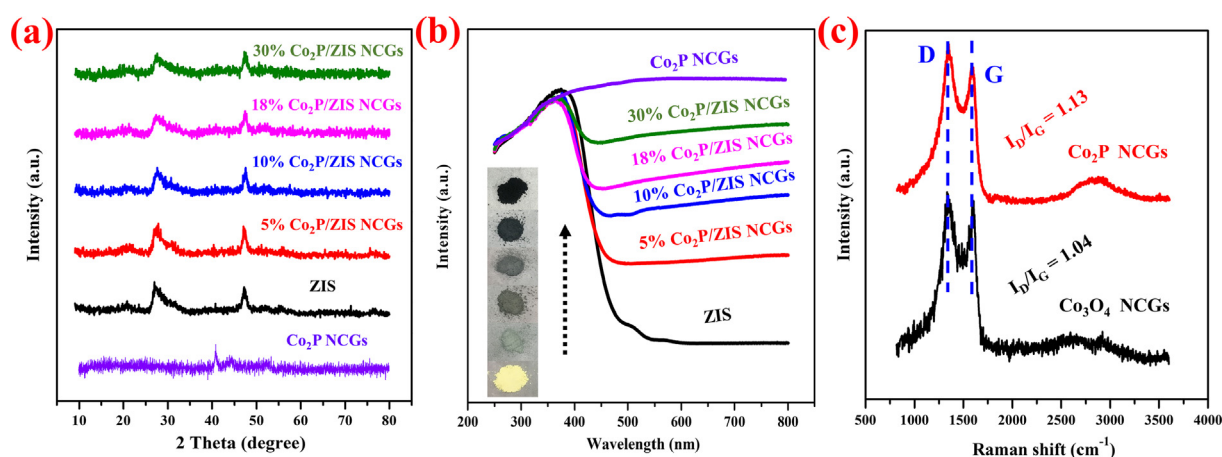 (a)
30% Co₂P/ZIS NCGs
18% Co₂P/ZIS NCGs
10% Co₂P/ZIS NCGs
5% Co₂P/ZIS NCGs
ZIS
Co₂P NCGs
Intensity (a.u.)
10 20 30 40 50 60 70 80
2 Theta (degree)
(b)
Co₂P NCGs
30% Co₂P/ZIS NCGs
18% Co₂P/ZIS NCGs
10% Co₂P/ZIS NCGs
5% Co₂P/ZIS NCGs
ZIS
Intensity (a.u.)
200 300 400 500 600 700 800
Wavelength (nm)
(c)
D
G
I_D/I_G = 1.13
Co₂P NCGs
I_D/I_G = 1.04
Co₃O₄ NCGs
Intensity (a.u.)
500 1000 1500 2000 2500 3000 3500 4000
Raman shift (cm⁻¹)